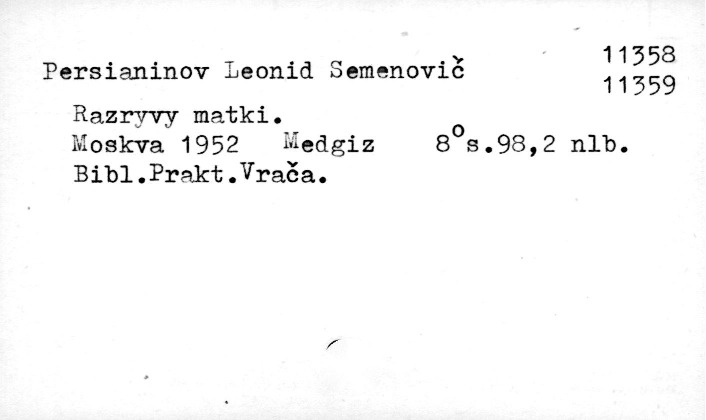 11358
Persianinov Leonid Semenovič
11359
Razryvy matki.
Moskva 1952 Medgiz 8°s.98,2 nlb.
Bibl.Prakt.Vrača.